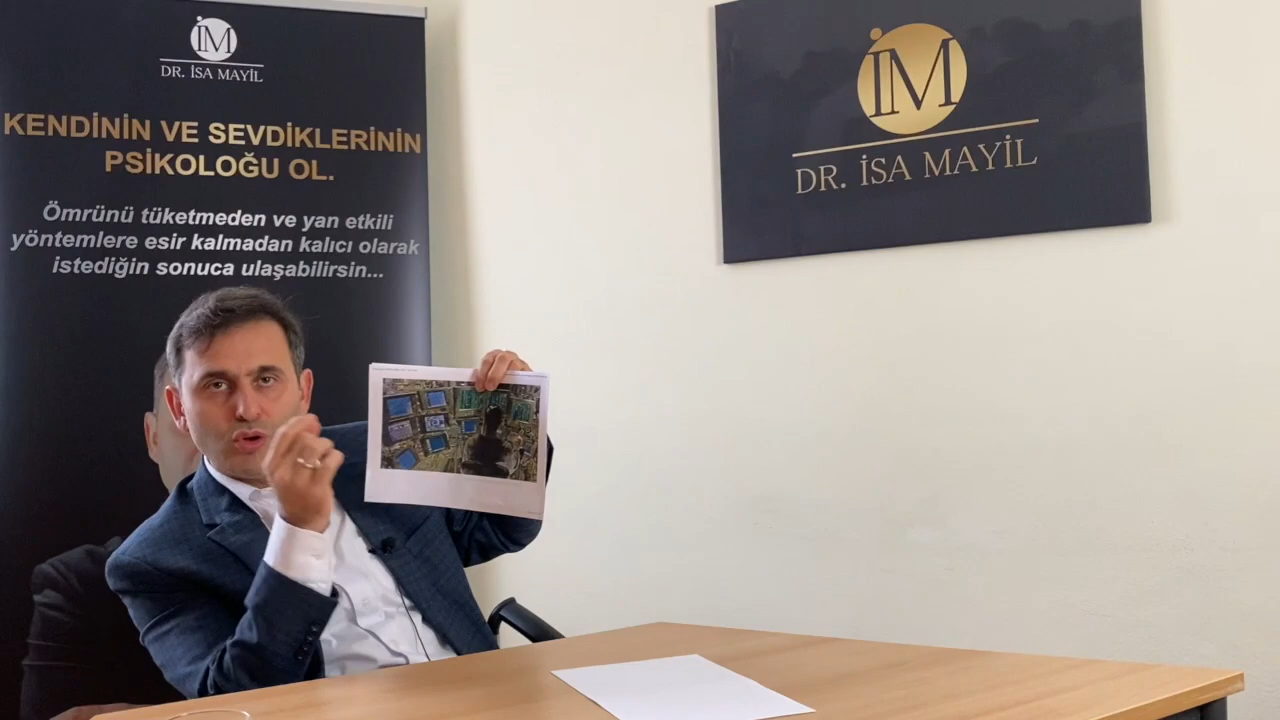 İM
DR. İSA MAYİL
KENDİNİN VE SEVDİKLERİNİN
PSİKOLOĞU OL.
Ömrünü tüketmeden ve yan etkili
yöntemlere esir kalmadan kalıcı olarak
istediğin sonuca ulaşabilirsin...
İM
DR. İSA MAYİL